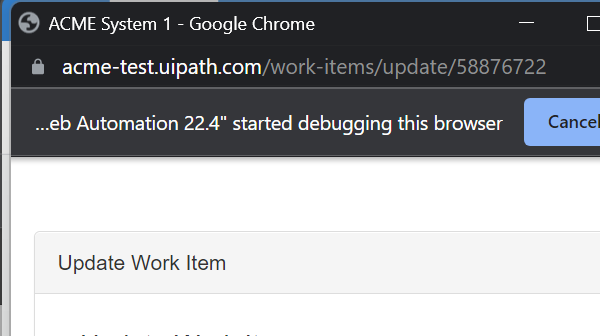 ACME System 1 - Google Chrome
acme-test.uipath.com/work-items/update/58876722
...eb Automation 22.4" started debugging this browser
Cancel
Update Work Item